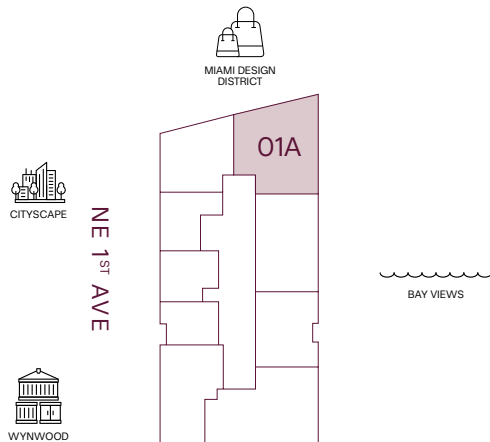 MIAMI DESIGN
DISTRICT
01A
CITYSCAPE
NE 1ST AVE
BAY VIEWS
WYNWOOD